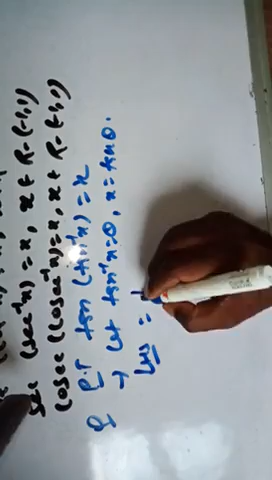 sec (sec⁻¹x) = x, x ∈ R-(-1,1)
cosec (cosec⁻¹x) = x, x ∈ R-(-1,1)
Q P.T tan (tan⁻¹x) = x
→ Let tan⁻¹x = θ, x = tanθ.
LHS =